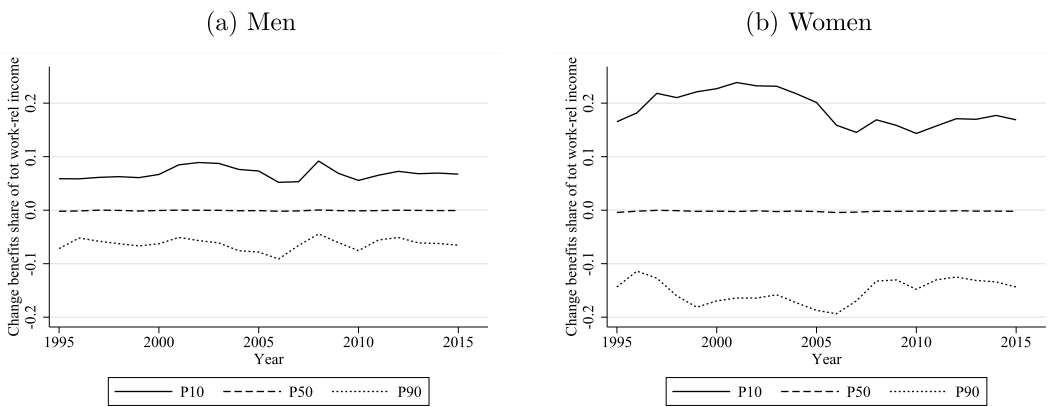 (a) Men
Change benefits share of tot work-rel income
0.2
0.1
0.0
-0.1
-0.2
1995 2000 2005 2010 2015
Year
P10 P50 P90
(b) Women
Change benefits share of tot work-rel income
0.2
0.1
0.0
-0.1
-0.2
1995 2000 2005 2010 2015
Year
P10 P50 P90